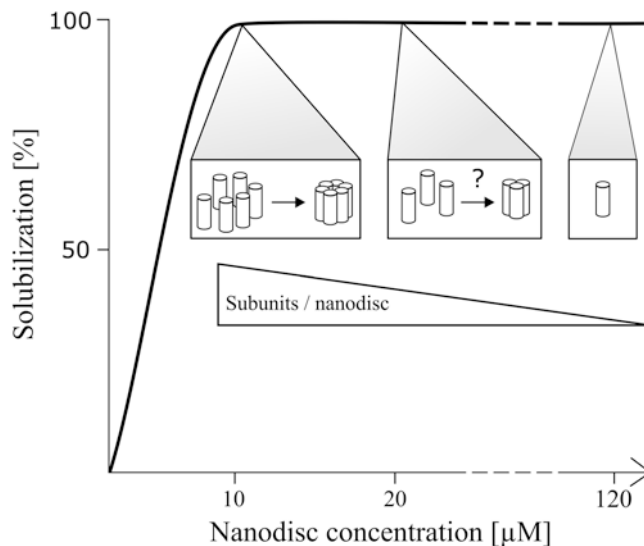 100
Solubilization [%]
50
?
Subunits / nanodisc
10
20
120
Nanodisc concentration [µM]